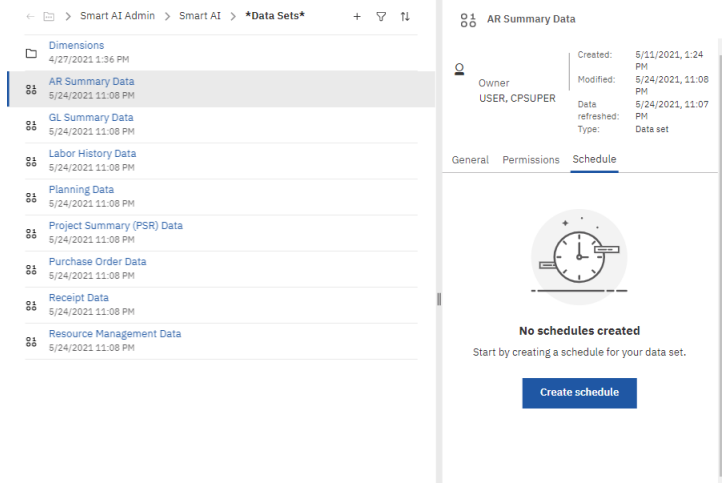 Smart AI Admin > Smart AI > *Data Sets*
Dimensions
4/27/2021 1:36 PM
AR Summary Data
5/24/2021 11:08 PM
GL Summary Data
5/24/2021 11:08 PM
Labor History Data
5/24/2021 11:08 PM
Planning Data
5/24/2021 11:08 PM
Project Summary (PSR) Data
5/24/2021 11:08 PM
Purchase Order Data
5/24/2021 11:08 PM
Receipt Data
5/24/2021 11:08 PM
Resource Management Data
5/24/2021 11:08 PM
AR Summary Data
Owner
USER, CPSUPER
Created: 5/11/2021, 1:24
PM
Modified: 5/24/2021, 11:08
PM
Data 5/24/2021, 11:07
refreshed: PM
Type: Data set
General Permissions Schedule
No schedules created
Start by creating a schedule for your data set.
Create schedule